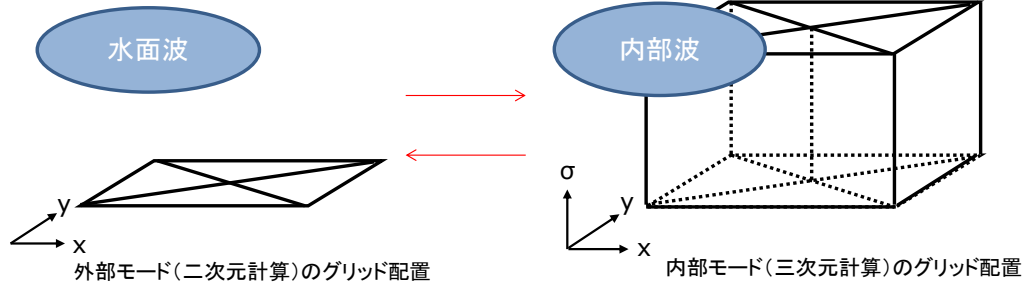 水面波
内部波
y
x
σ
y
x
外部モード（二次元計算）のグリッド配置
内部モード（三次元計算）のグリッド配置